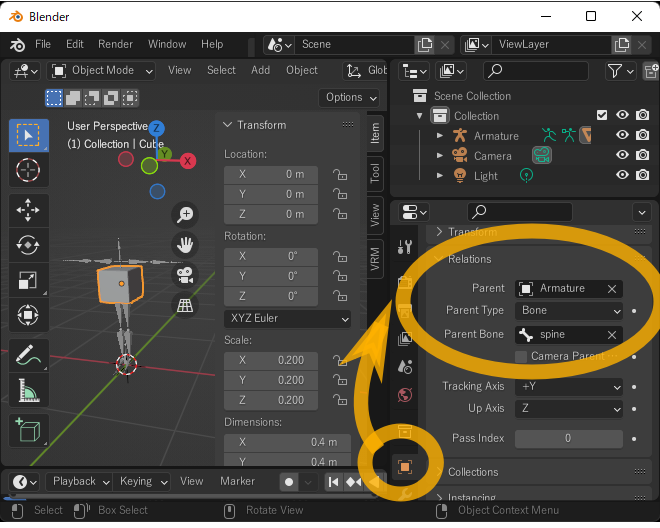 Blender
File Edit Render Window Help Scene ViewLayer
Object Mode View Select Add Object Glob
Options
User Perspective
(1) Collection | Cube
Z
Y
X
Transform
Location:
X 0 m
Y 0 m
Z 0 m
Rotation:
X 0°
Y 0°
Z 0°
XYZ Euler
Scale:
X 0.200
Y 0.200
Z 0.200
Dimensions:
X 0.4 m
Y 0.4 m
Item
Tool
View
VRM
Scene Collection
Collection
Armature
Camera
Light
Transform
Relations
Parent Armature
Parent Type Bone
Parent Bone spine
Camera Parent ...
Tracking Axis +Y
Up Axis Z
Pass Index 0
Collections
Instancing
Playback Keying View Marker
Select Box Select Rotate View Object Context Menu